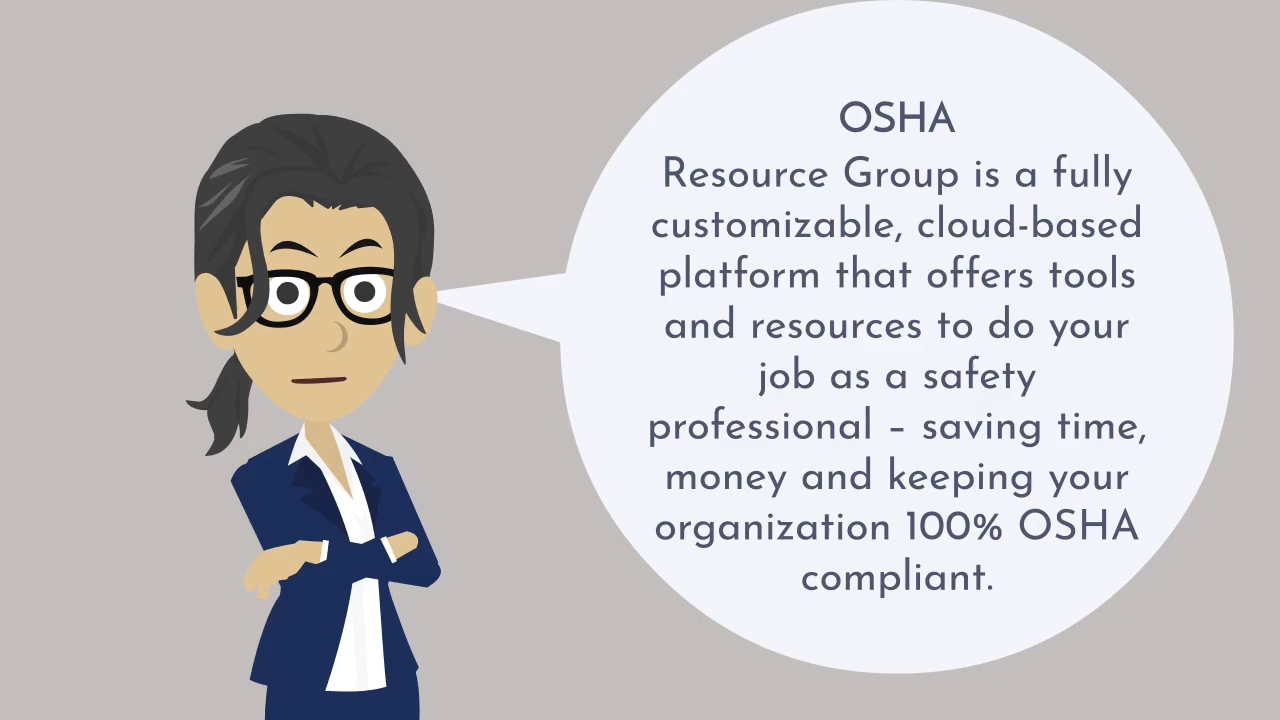 OSHA
Resource Group is a fully
customizable, cloud-based
platform that offers tools
and resources to do your
job as a safety
professional – saving time,
money and keeping your
organization 100% OSHA
compliant.